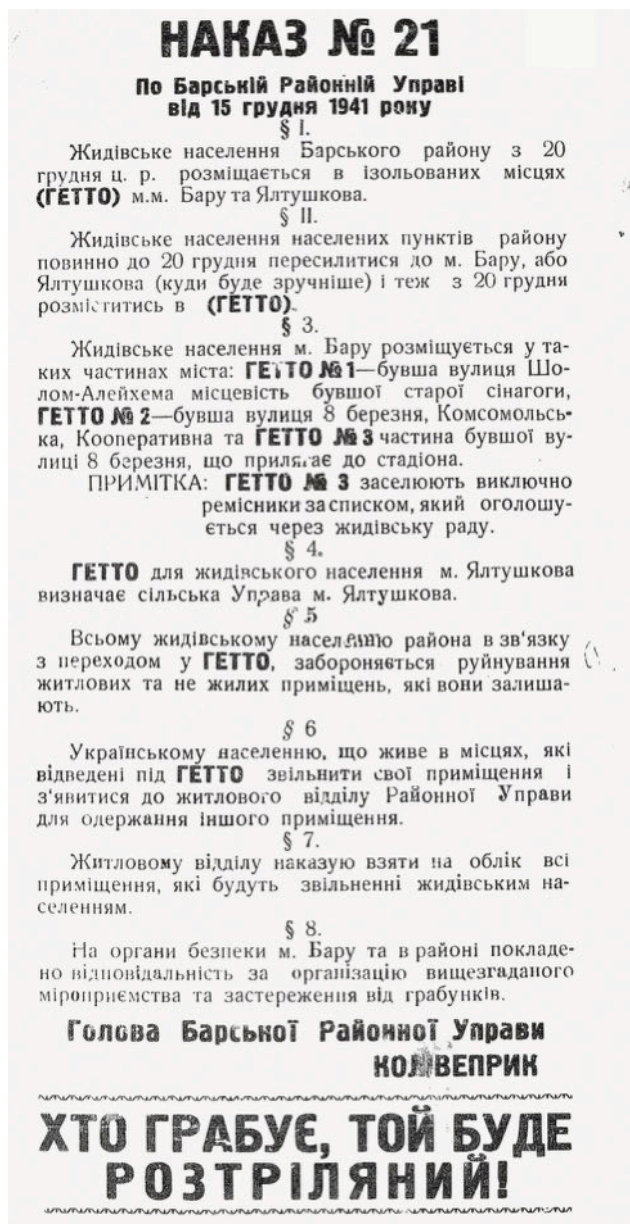 НАКАЗ № 21
По Барській Районній Управі
від 15 грудня 1941 року
§ I.
Жидівське населення Барського району з 20
грудня ц. р. розміщається в ізольованих місцях
(ГЕТТО) м.м. Бару та Ялтушкова.
§ II.
Жидівське населення населених пунктів району
повинно до 20 грудня пересилитися до м. Бару, або
Ялтушкова (куди буде зручніше) і теж з 20 грудня
розміститись в (ГЕТТО).
§ 3.
Жидівське населення м. Бару розміщується у та-
ких частинах міста: ГЕТТО № 1—бувша вулиця Шо-
лом-Алейхема місцевість бувшої старої сінагоги,
ГЕТТО № 2—бувша вулиця 8 березня, Комсомольсь-
ка, Кооперативна та ГЕТТО № 3 частина бувшої ву-
лиці 8 березня, що прилягає до стадіона.
ПРИМІТКА: ГЕТТО № 3 заселюють виключно
ремісники за списком, який оголошу-
ється через жидівську раду.
§ 4.
ГЕТТО для жидівського населення м. Ялтушкова
визначає сільська Управа м. Ялтушкова.
§ 5
Всьому жидівському населенню района в зв'язку
з переходом у ГЕТТО, забороняється руйнування
житлових та не жилих приміщень, які вони залиша-
ють.
§ 6
Українському населенню, що живе в місцях, які
відведені під ГЕТТО звільнити свої приміщення і
з'явитися до житлового відділу Районної Управи
для одержання іншого приміщення.
§ 7.
Житловому відділу наказую взяти на облік всі
приміщення, які будуть звільненні жидівським на-
селенням.
§ 8.
На органи безпеки м. Бару та в районі покладе-
но відповідальність за організацію вищезгаданого
міроприємства та застереження від грабунків.
Голова Барської Районної Управи
КОЛІВЕПРИК
ХТО ГРАБУЄ, ТОЙ БУДЕ
РОЗТРІЛЯНИЙ!